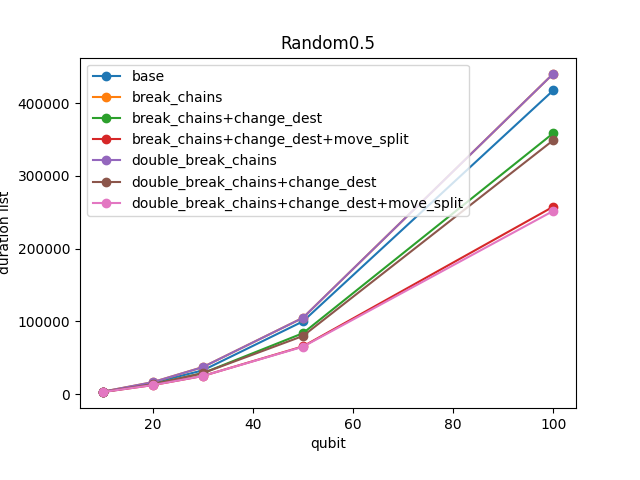 Random0.5
base
break_chains
break_chains+change_dest
break_chains+change_dest+move_split
double_break_chains
double_break_chains+change_dest
double_break_chains+change_dest+move_split
duration list
400000
300000
200000
100000
0
20
40
60
80
100
qubit